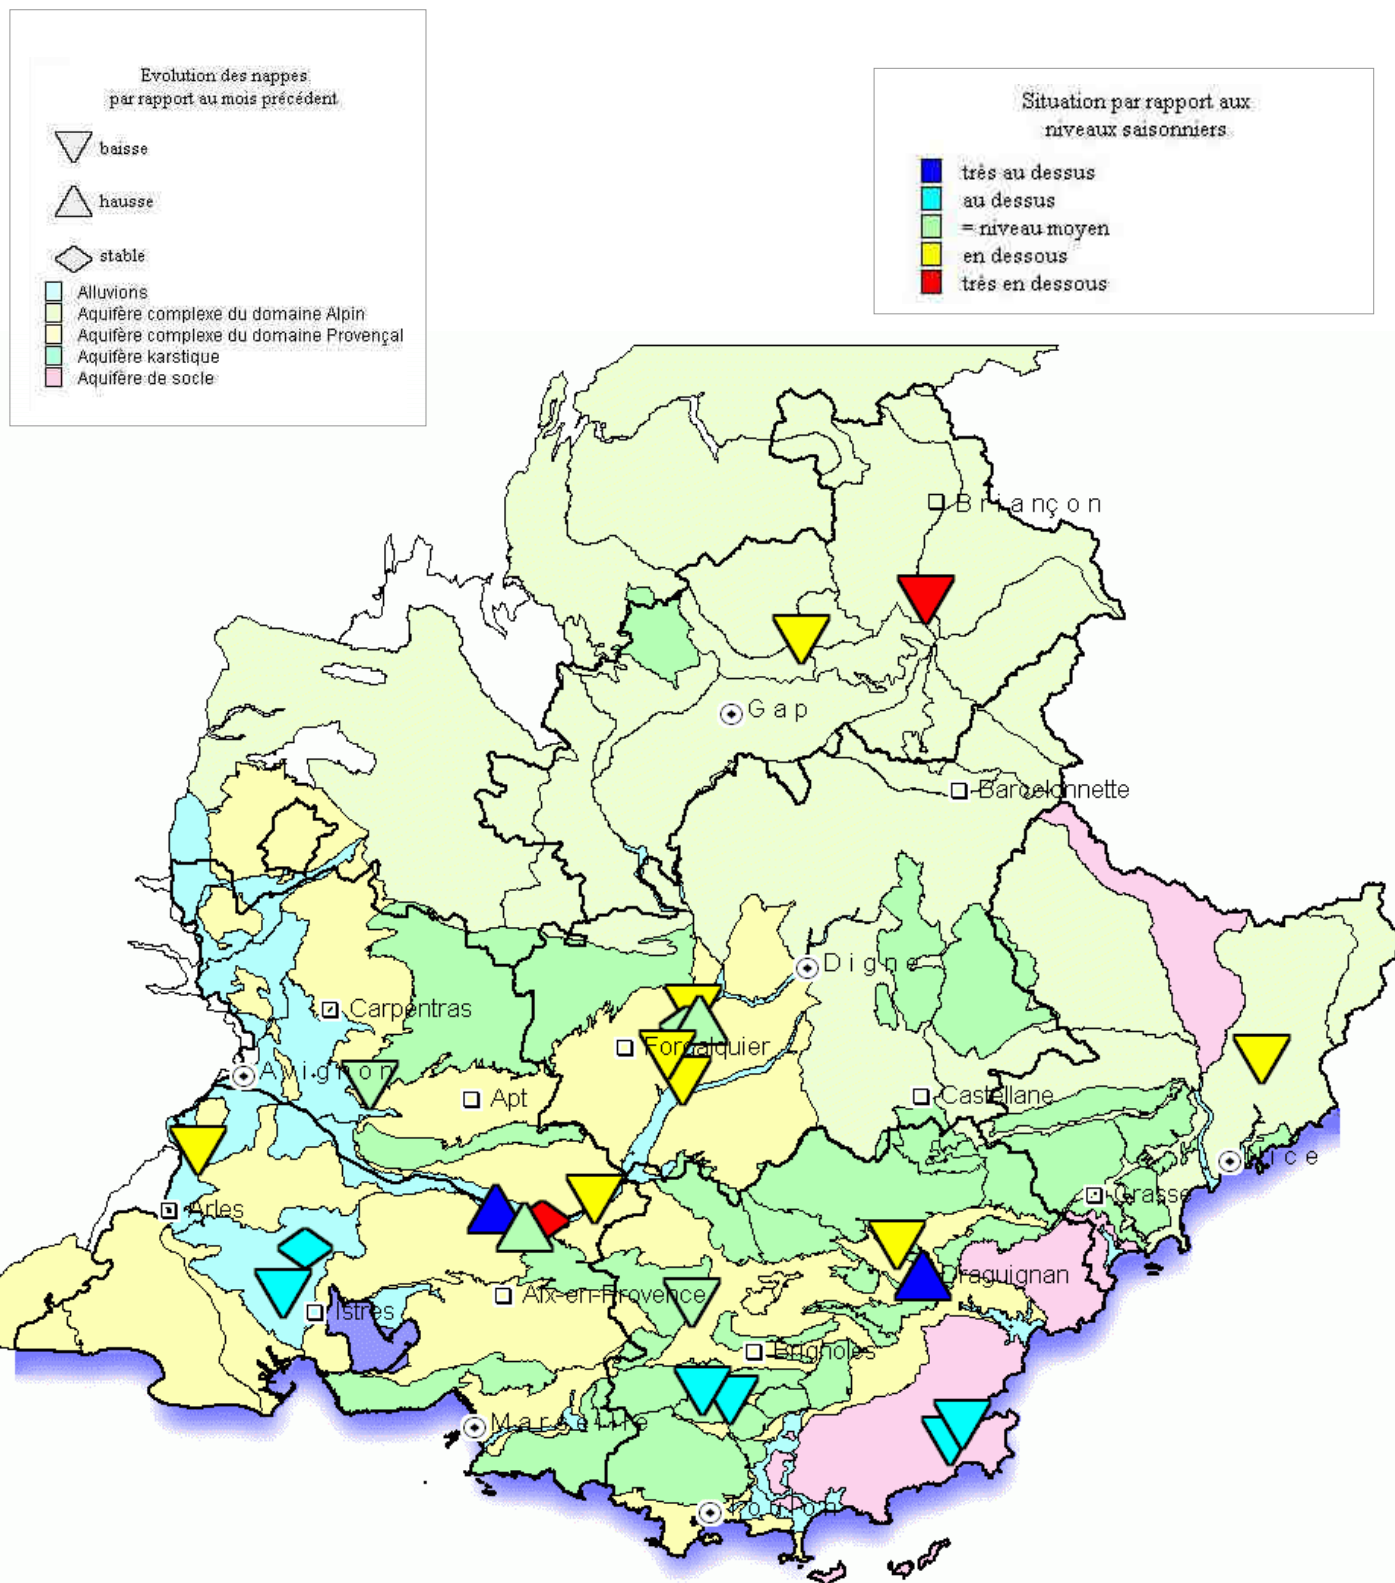 Evolution des nappes
par rapport au mois précédent
baisse
hausse
stable
Alluvions
Aquifère complexe du domaine Alpin
Aquifère complexe du domaine Provençal
Aquifère karstique
Aquifère de socle
Situation par rapport aux
niveaux saisonniers
très au dessus
au dessus
= niveau moyen
en dessous
très en dessous
Briançon
Gap
Barcelonnette
Digne
Carpentras
Forcalquier
Avignon
Apt
Castellane
Nice
Grasse
Arles
Draguignan
Aix-en-Provence
Istres
Brignoles
Marseille
Toulon